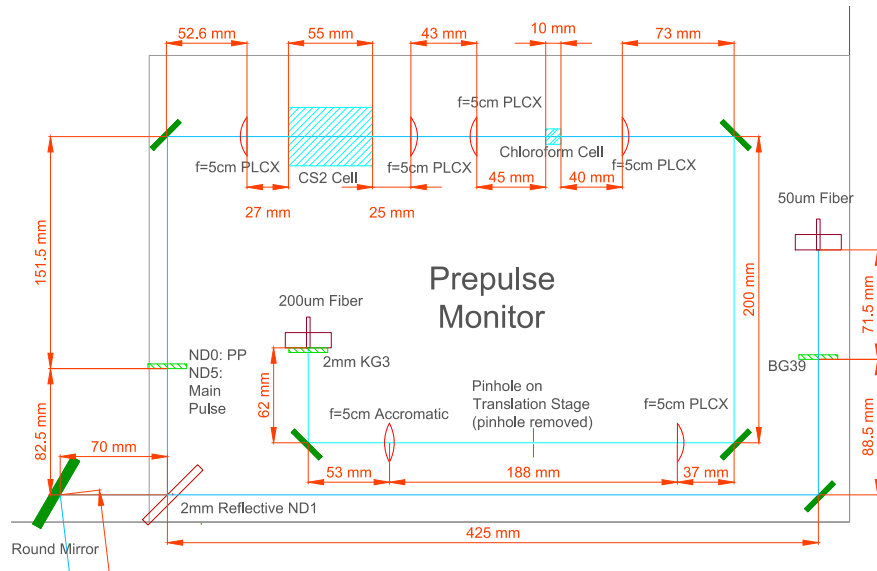 52.6 mm
55 mm
43 mm
10 mm
73 mm
f=5cm PLCX
f=5cm PLCX
CS2 Cell
f=5cm PLCX
Chloroform Cell
f=5cm PLCX
27 mm
25 mm
45 mm
40 mm
50um Fiber
151.5 mm
200 mm
71.5 mm
Prepulse
Monitor
200um Fiber
2mm KG3
ND0: PP
ND5:
Main
Pulse
BG39
62 mm
Pinhole on
Translation Stage
(pinhole removed)
f=5cm Accromatic
f=5cm PLCX
82.5 mm
88.5 mm
70 mm
53 mm
188 mm
37 mm
2mm Reflective ND1
425 mm
Round Mirror